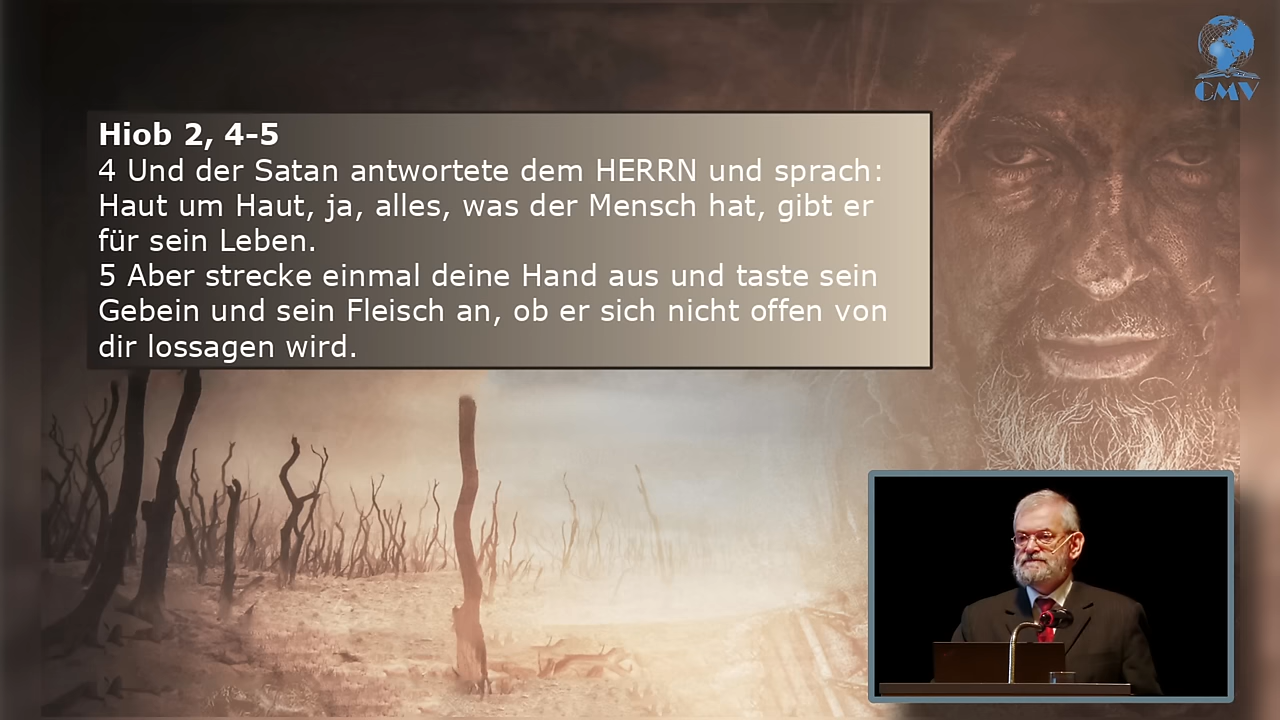 CMV
Hiob 2, 4-5
4 Und der Satan antwortete dem HERRN und sprach:
Haut um Haut, ja, alles, was der Mensch hat, gibt er
für sein Leben.
5 Aber strecke einmal deine Hand aus und taste sein
Gebein und sein Fleisch an, ob er sich nicht offen von
dir lossagen wird.